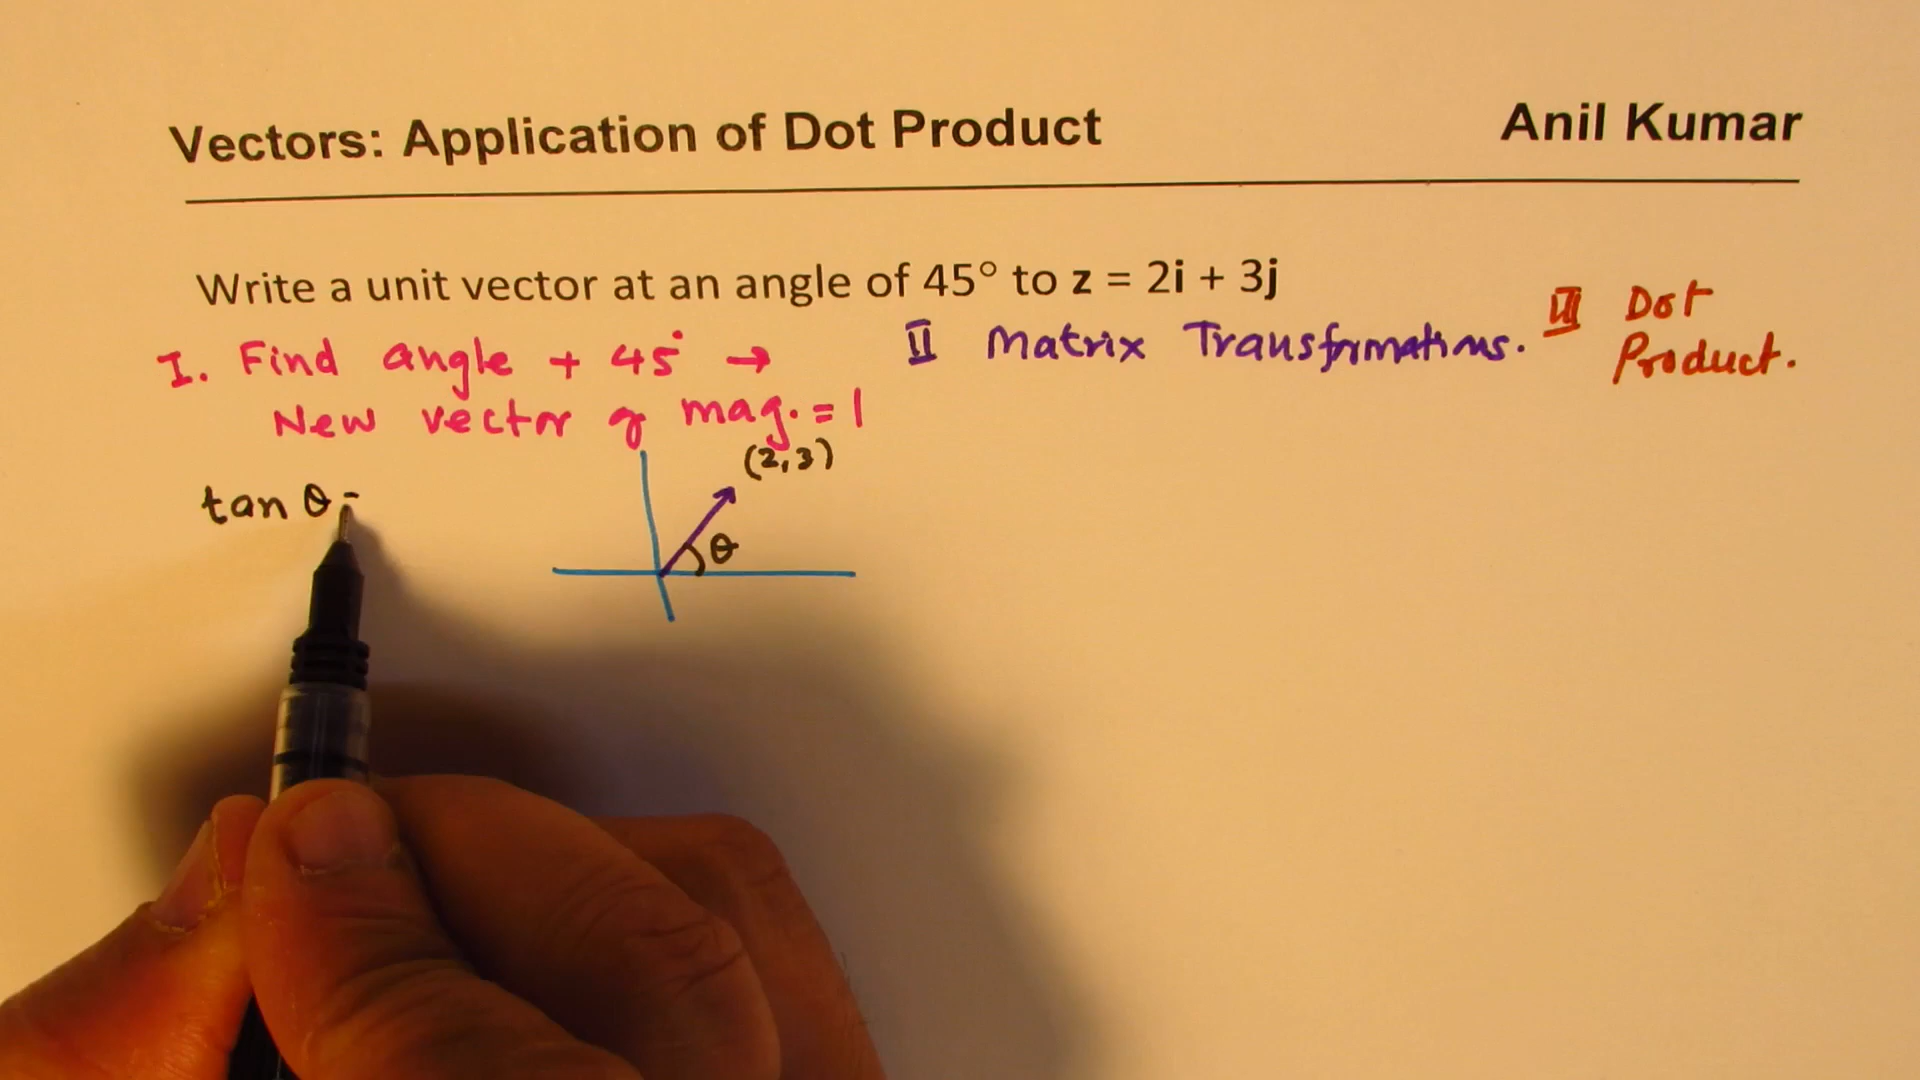 Vectors: Application of Dot Product
Anil Kumar
Write a unit vector at an angle of 45° to z = 2i + 3j
I. Find angle + 45° →
New vector of mag. = 1
II Matrix Transformations.
III Dot
Product.
(2,3)
tan θ =
θ